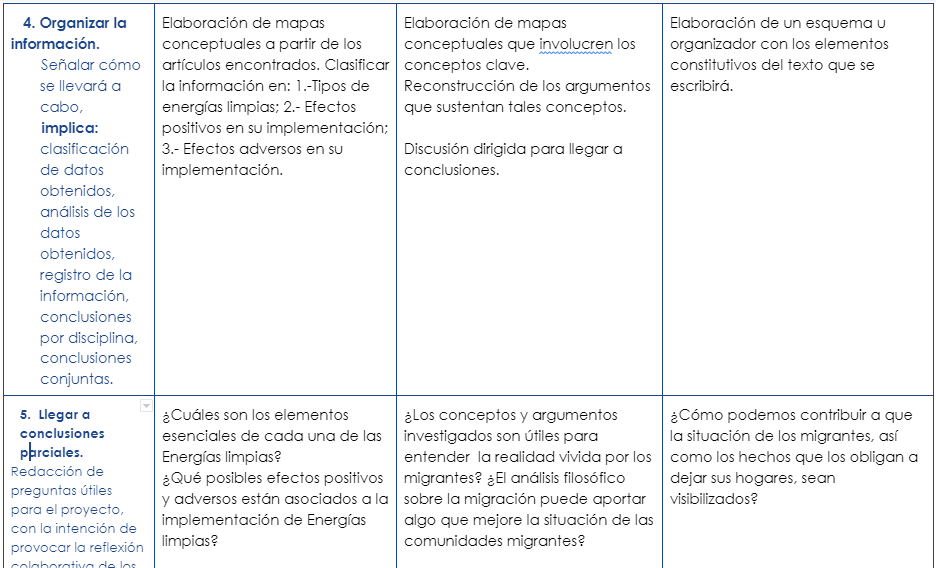 4. Organizar la
información.
Señalar cómo
se llevará a
cabo,
implica:
clasificación
de datos
obtenidos,
análisis de los
datos
obtenidos,
registro de la
información,
conclusiones
por disciplina,
conclusiones
conjuntas.
Elaboración de mapas
conceptuales a partir de los
artículos encontrados. Clasificar
la información en: 1.-Tipos de
energías limpias; 2.- Efectos
positivos en su implementación;
3.- Efectos adversos en su
implementación.
Elaboración de mapas
conceptuales que involucren los
conceptos clave.
Reconstrucción de los argumentos
que sustentan tales conceptos.
Discusión dirigida para llegar a
conclusiones.
Elaboración de un esquema u
organizador con los elementos
constitutivos del texto que se
escribirá.
5. Llegar a
conclusiones
parciales.
Redacción de
preguntas útiles
para el proyecto,
con la intención de
provocar la reflexión
colaborativa de los
¿Cuáles son los elementos
esenciales de cada una de las
Energías limpias?
¿Qué posibles efectos positivos
y adversos están asociados a la
implementación de Energías
limpias?
¿Los conceptos y argumentos
investigados son útiles para
entender la realidad vivida por los
migrantes? ¿El análisis filosófico
sobre la migración puede aportar
algo que mejore la situación de las
comunidades migrantes?
¿Cómo podemos contribuir a que
la situación de los migrantes, así
como los hechos que los obligan a
dejar sus hogares, sean
visibilizados?